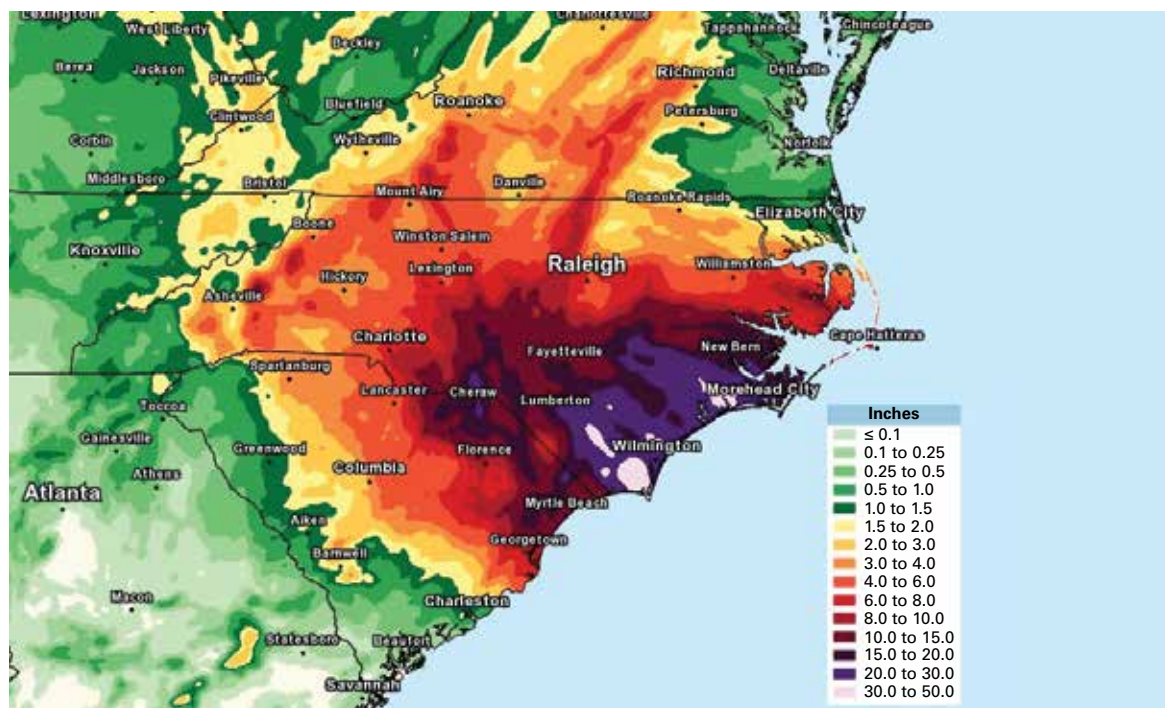 Lexington
West Liberty
Charlottesville
Tappahannock
Chincoteague
Beckley
Berea
Jackson
Pikeville
Richmond
Deltaville
Bluefield
Roanoke
Clintwood
Petersburg
Corbin
Wytheville
Norfolk
Middlesboro
Bristol
Mount Airy
Danville
Roanoke Rapids
Elizabeth City
Boone
Winston Salem
Knoxville
Hickory
Lexington
Raleigh
Williamston
Asheville
Charlotte
Fayetteville
New Bern
Cape Hatteras
Spartanburg
Lancaster
Cheraw
Lumberton
Morehead City
Toccoa
Gainesville
Greenwood
Florence
Wilmington
Athens
Columbia
Atlanta
Myrtle Beach
Aiken
Georgetown
Barnwell
Macon
Charleston
Statesboro
Beaufort
Savannah
Inches
≤ 0.1
0.1 to 0.25
0.25 to 0.5
0.5 to 1.0
1.0 to 1.5
1.5 to 2.0
2.0 to 3.0
3.0 to 4.0
4.0 to 6.0
6.0 to 8.0
8.0 to 10.0
10.0 to 15.0
15.0 to 20.0
20.0 to 30.0
30.0 to 50.0